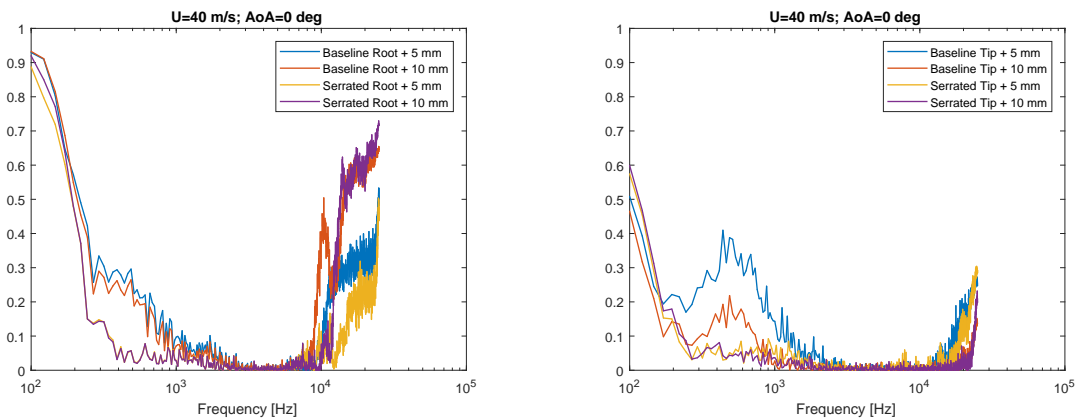 U=40 m/s; AoA=0 deg
1
0.9
0.8
0.7
0.6
0.5
0.4
0.3
0.2
0.1
0
Baseline Root + 5 mm
Baseline Root + 10 mm
Serrated Root + 5 mm
Serrated Root + 10 mm
10^2
10^3
10^4
10^5
Frequency [Hz]
U=40 m/s; AoA=0 deg
1
0.9
0.8
0.7
0.6
0.5
0.4
0.3
0.2
0.1
0
Baseline Tip + 5 mm
Baseline Tip + 10 mm
Serrated Tip + 5 mm
Serrated Tip + 10 mm
10^2
10^3
10^4
10^5
Frequency [Hz]